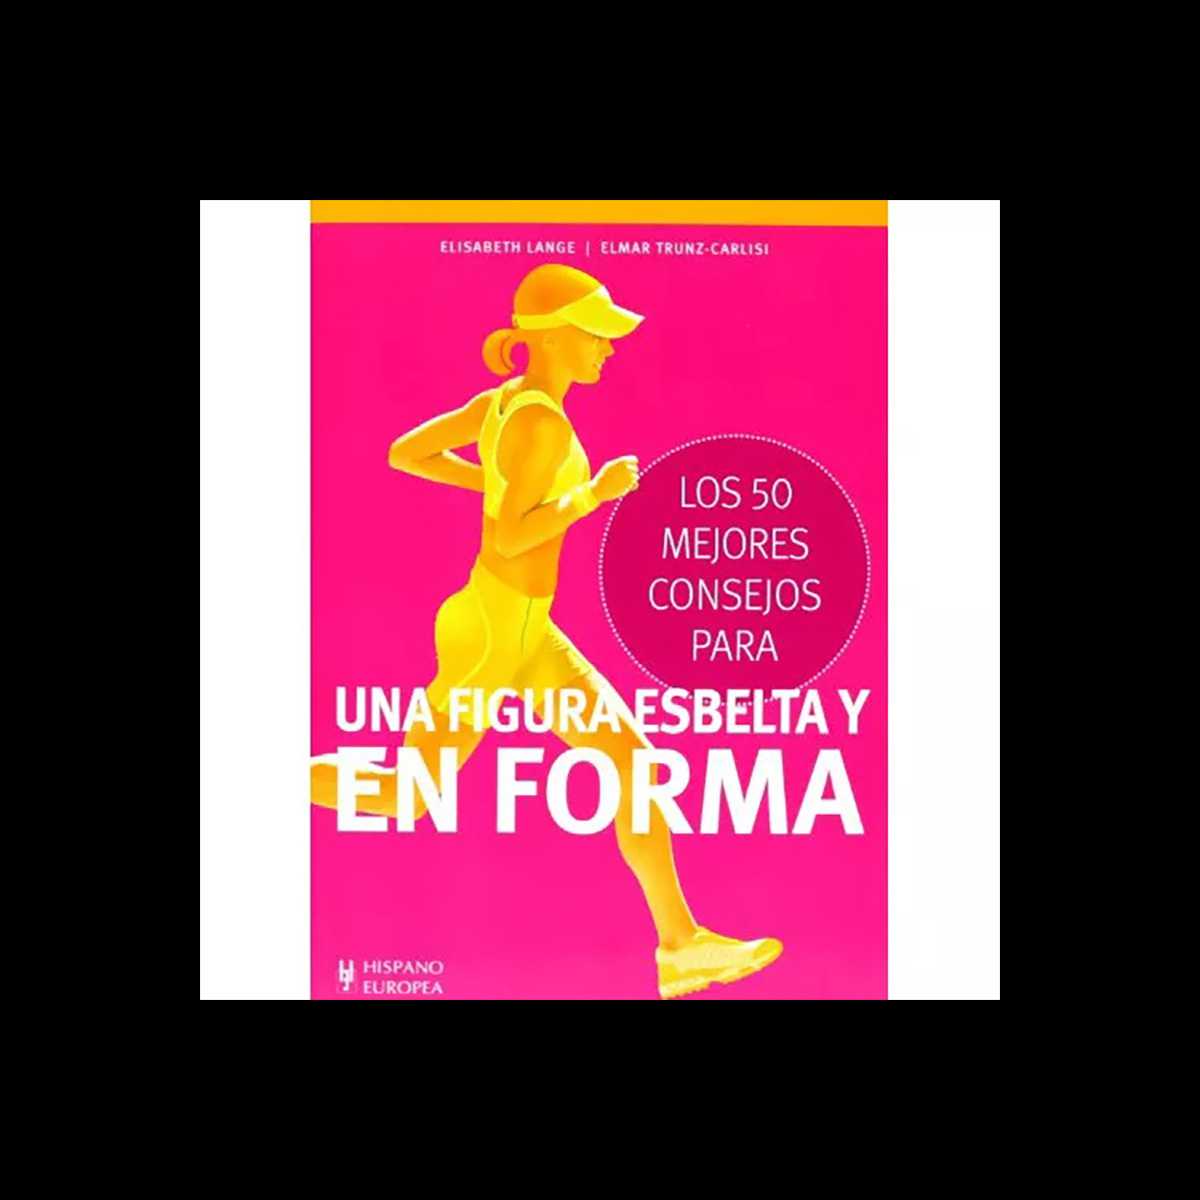 ELISABETH LANGE | ELMAR TRUNZ-CARLISI
LOS 50
MEJORES
CONSEJOS
PARA
UNA FIGURA ESBELTA Y
EN FORMA
HISPANO
EUROPEA